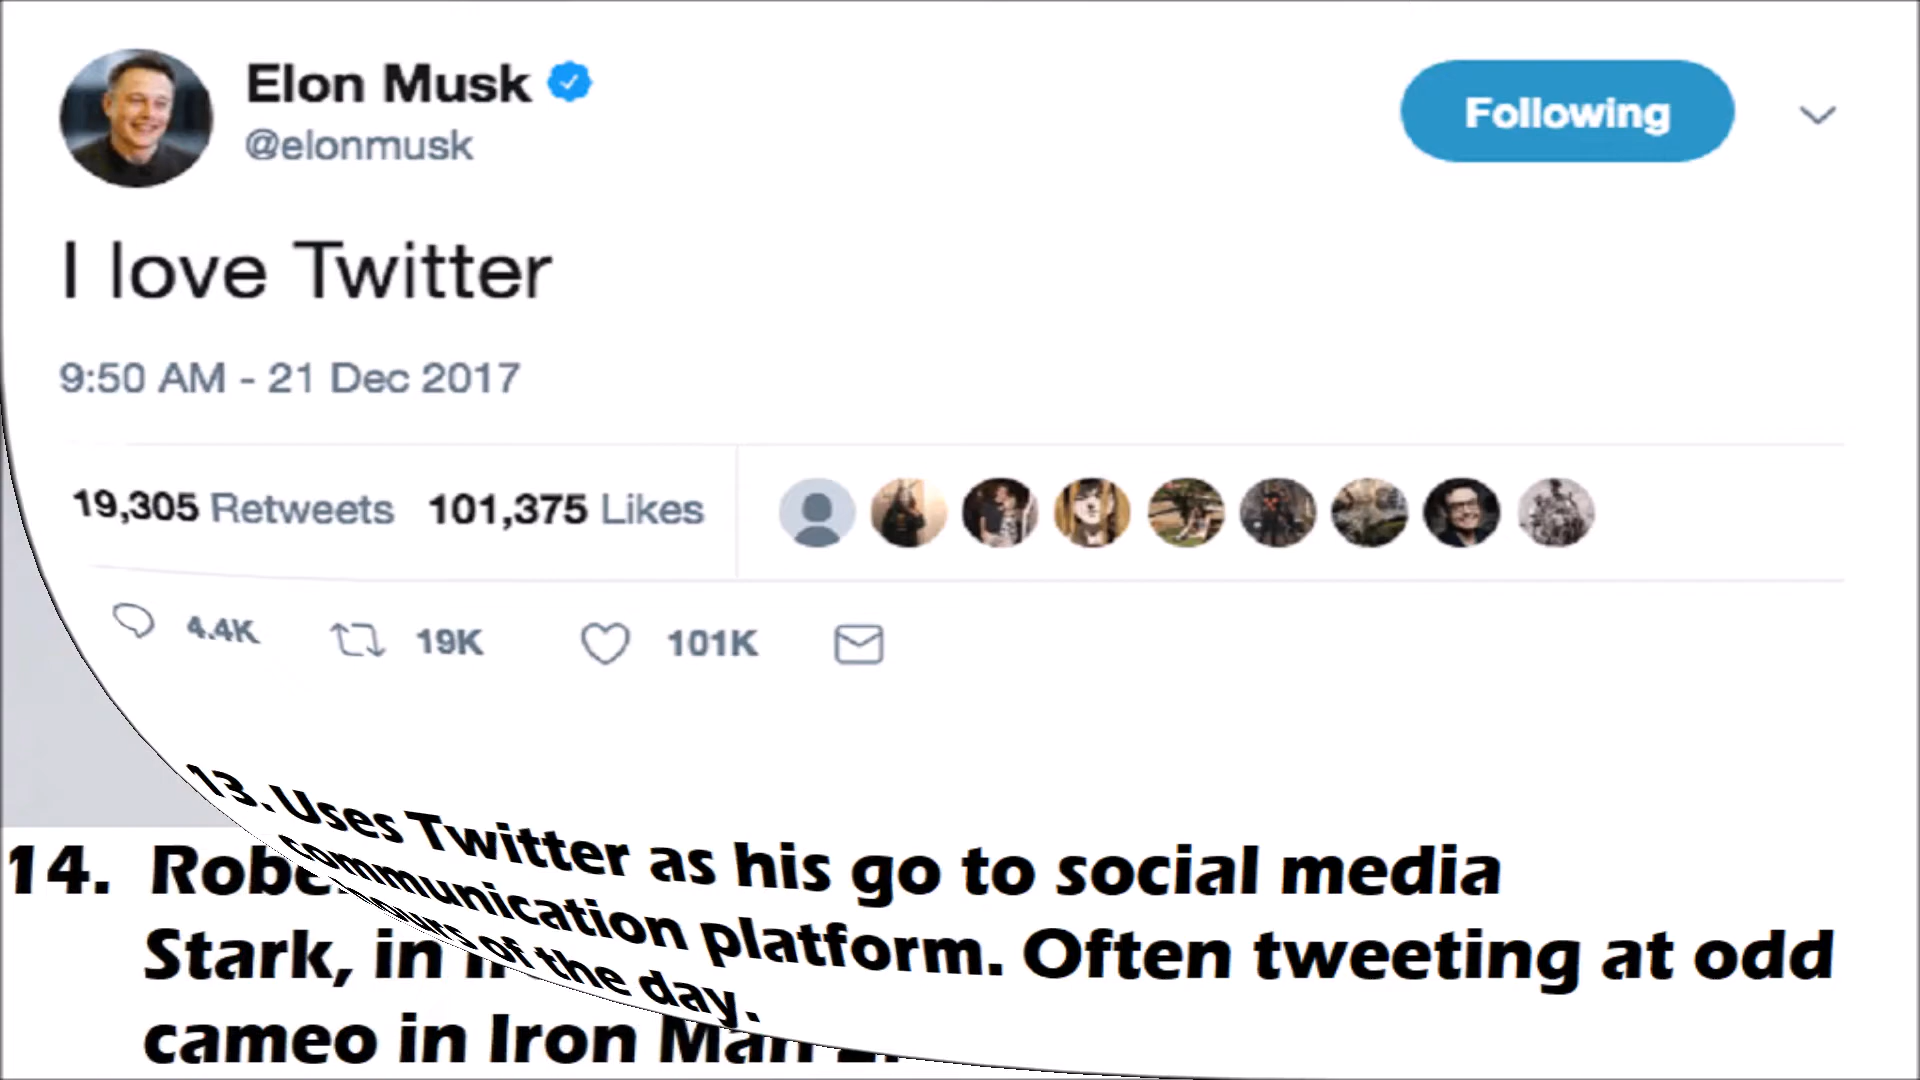 Elon Musk
@elonmusk
Following
I love Twitter
9:50 AM - 21 Dec 2017
19,305 Retweets 101,375 Likes
4.4K 19K 101K
13. Uses Twitter as his go to social media
communication platform. Often tweeting at odd
of the day.
14.
Stark, in
cameo in Iron Man